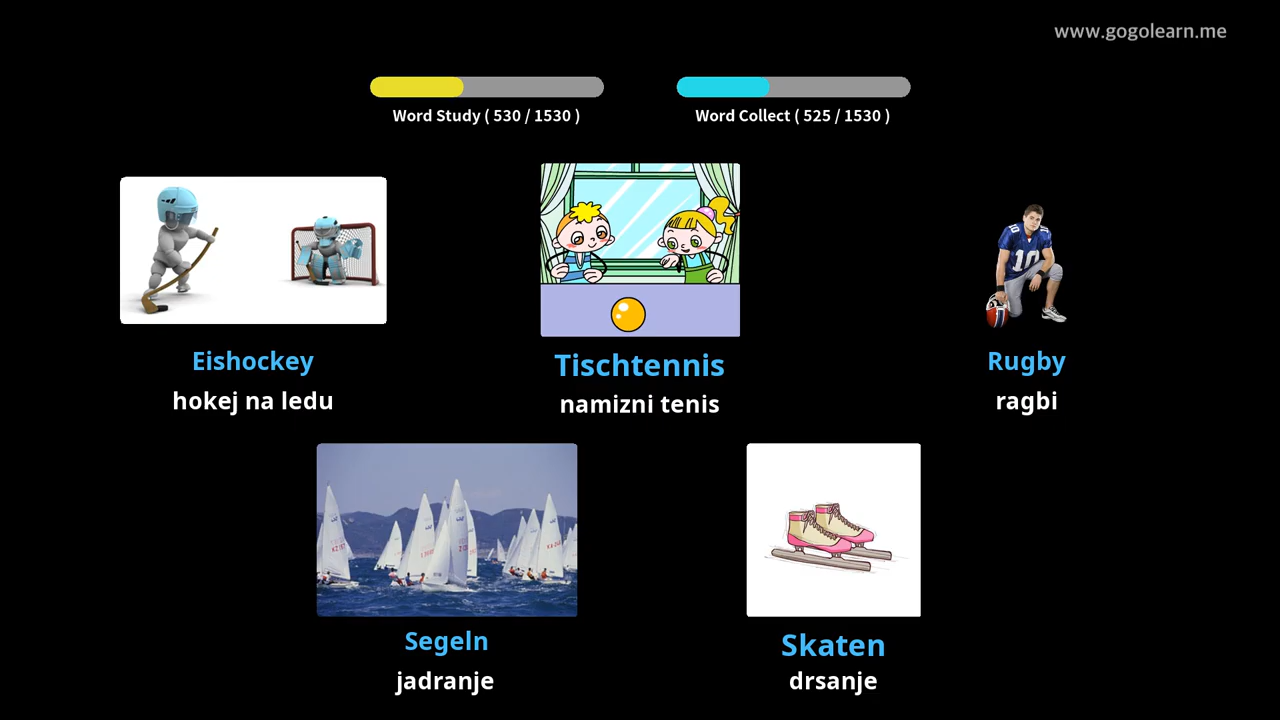 www.gogolearn.me
Word Study ( 530 / 1530 )
Word Collect ( 525 / 1530 )
10
Eishockey
Tischtennis
Rugby
hokej na ledu
namizni tenis
ragbi
Segeln
Skaten
jadranje
drsanje